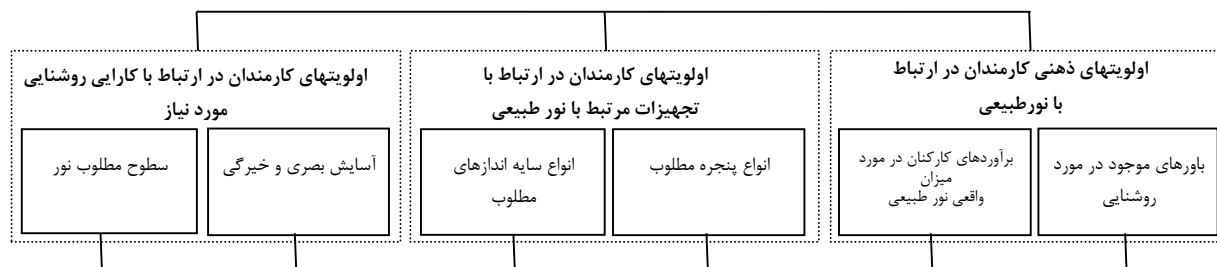 اولویتهای ذهنی کارمندان در ارتباط
با نورطبیعی
باورهای موجود در مورد
روشنایی
برآوردهای کارکنان در مورد
میزان
واقعی نور طبیعی
اولویتهای کارمندان در ارتباط با
تجهیزات مرتبط با نور طبیعی
انواع پنجره مطلوب
انواع سایه اندازهای
مطلوب
اولویتهای کارمندان در ارتباط با کارایی روشنایی
مورد نیاز
آسایش بصری و خیرگی
سطوح مطلوب نور